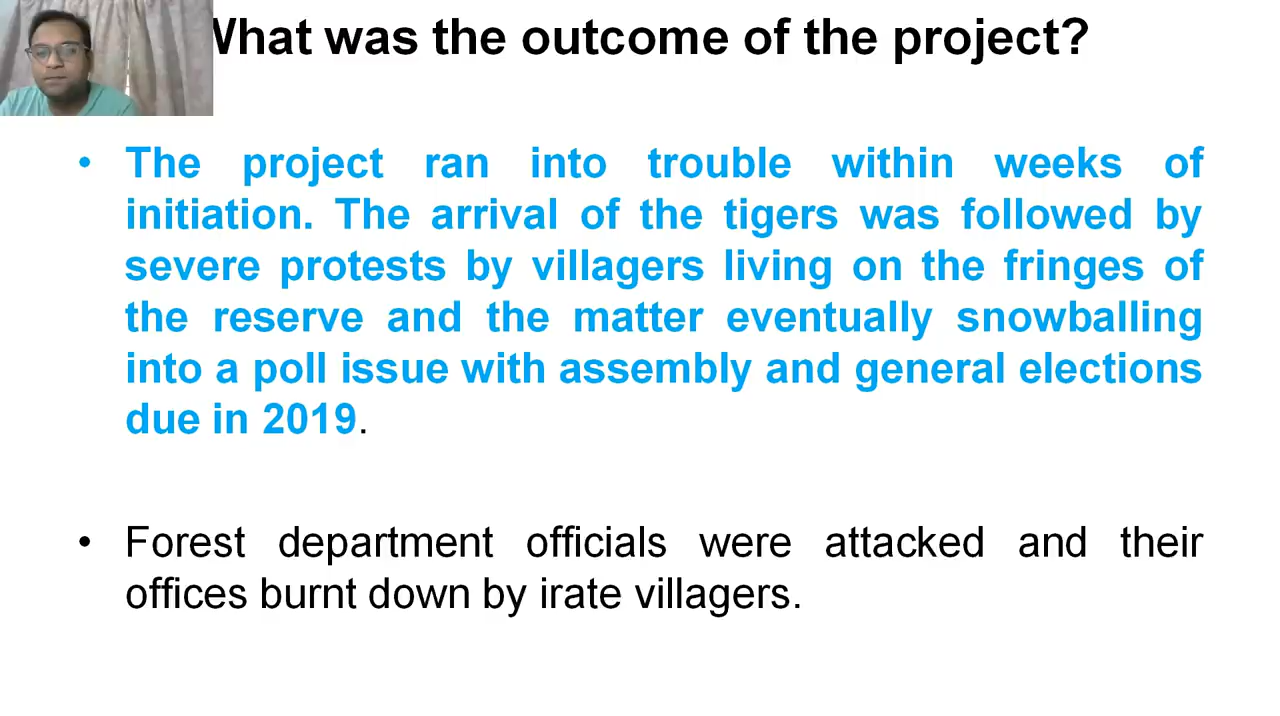 What was the outcome of the project?
• The project ran into trouble within weeks of
initiation. The arrival of the tigers was followed by
severe protests by villagers living on the fringes of
the reserve and the matter eventually snowballing
into a poll issue with assembly and general elections
due in 2019.
• Forest department officials were attacked and their
offices burnt down by irate villagers.